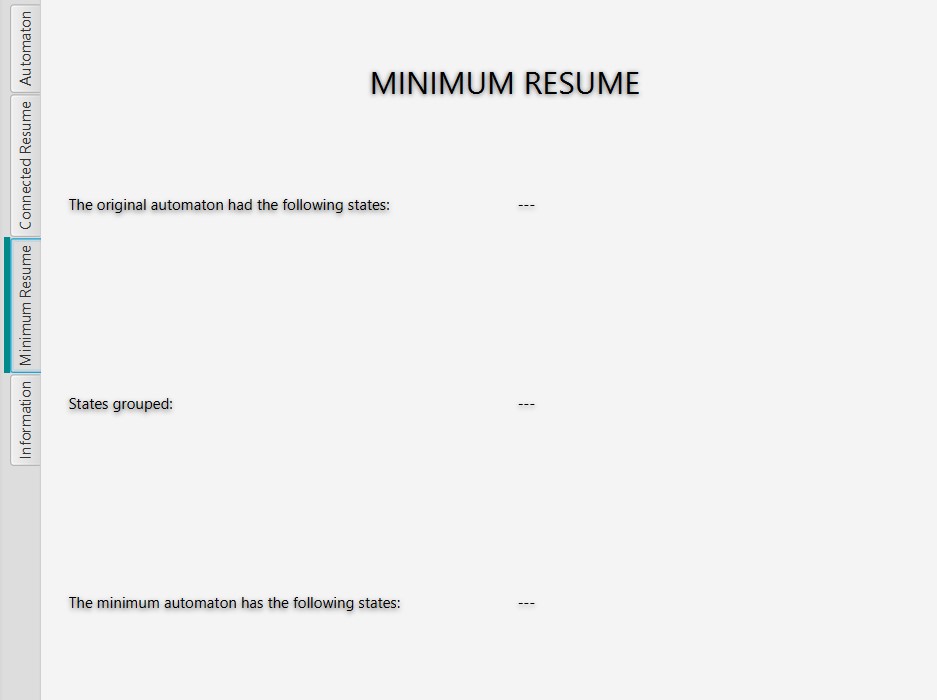 Automaton
Connected Resume
Minimum Resume
Information
MINIMUM RESUME
The original automaton had the following states: ---
States grouped: ---
The minimum automaton has the following states: ---